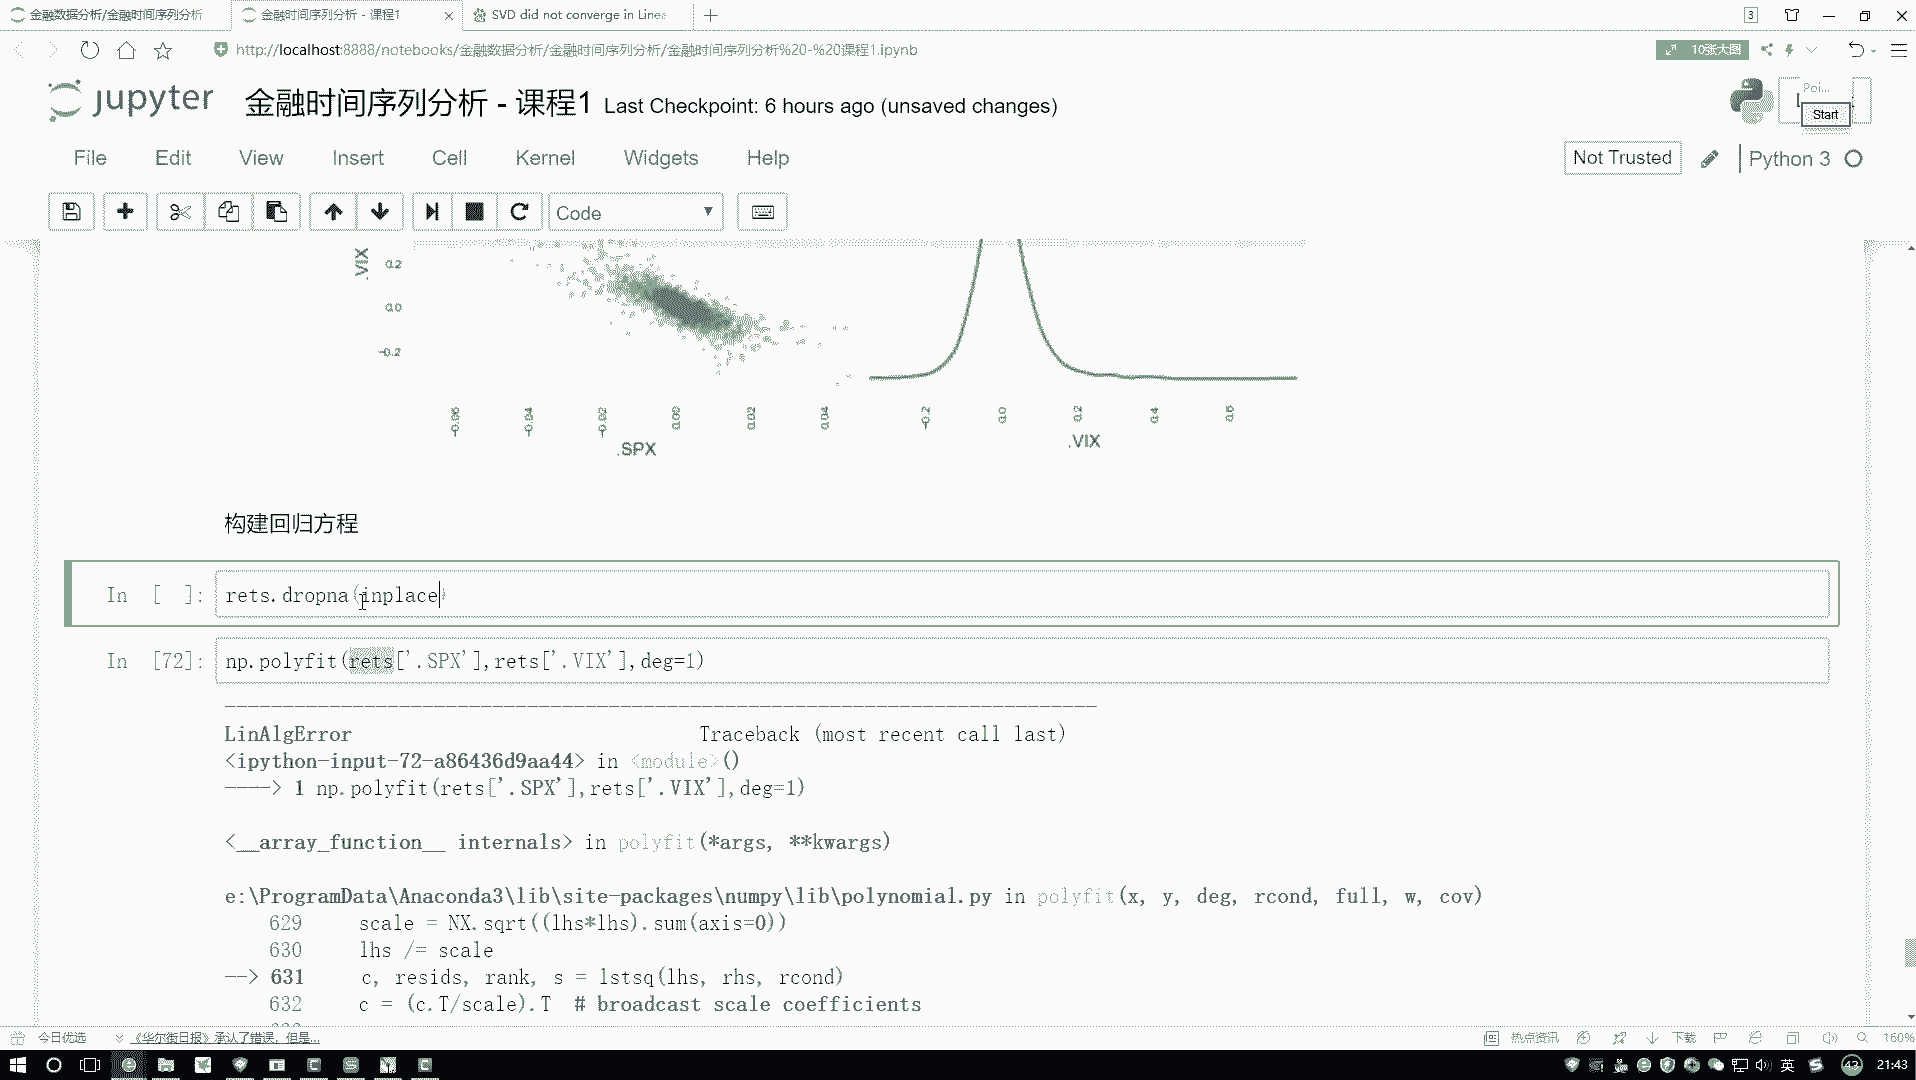 金融数据分析/金融时间序列分析
金融时间序列分析 - 课程1
SVD did not converge in Linea
3
http://localhost:8888/notebooks/金融数据分析/金融时间序列分析/金融时间序列分析%20-%20课程1.ipynb
10张大图
jupyter
金融时间序列分析 - 课程1 Last Checkpoint: 6 hours ago (unsaved changes)
Poi...
Start
File Edit View Insert Cell Kernel Widgets Help
Not Trusted
Python 3
Code
.VIX
0.2
0.0
-0.2
-0.06 -0.04 -0.02 0.00 0.02 0.04
.SPX
-0.2 0.0 0.2 0.4 0.6
.VIX
构建回归方程
In [ ]: rets.dropna(inplace)
In [72]: np.polyfit(rets['.SPX'],rets['.VIX'],deg=1)
---------------------------------------------------------------------------
LinAlgError Traceback (most recent call last)
<ipython-input-72-a86436d9aa44> in <module>()
----> 1 np.polyfit(rets['.SPX'],rets['.VIX'],deg=1)
<__array_function__ internals> in polyfit(*args, **kwargs)
e:\ProgramData\Anaconda3\lib\site-packages\numpy\lib\polynomial.py in polyfit(x, y, deg, rcond, full, w, cov)
629 scale = NX.sqrt((lhs*lhs).sum(axis=0))
630 lhs /= scale
--> 631 c, resids, rank, s = lstsq(lhs, rhs, rcond)
632 c = (c.T/scale).T # broadcast scale coefficients
今日优选
《华尔街日报》承认了错误，但是...
热点资讯
下载
160%
英
43
21:43